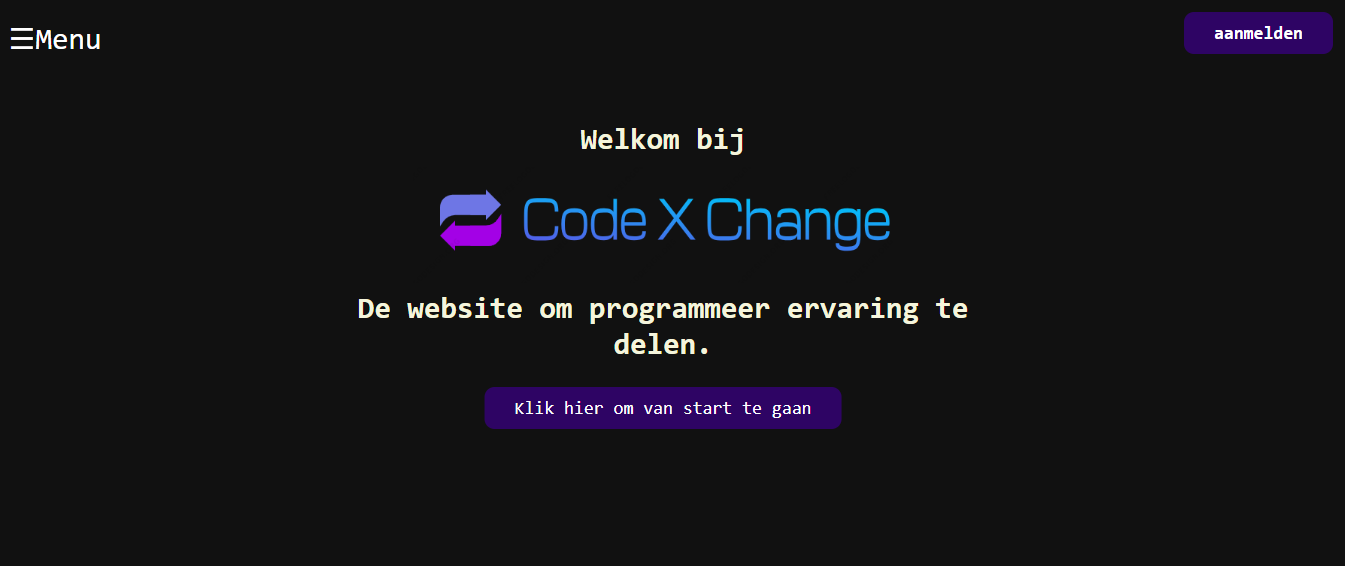 ☰Menu
aanmelden
Welkom bij
Code X Change
De website om programmeer ervaring te
delen.
Klik hier om van start te gaan